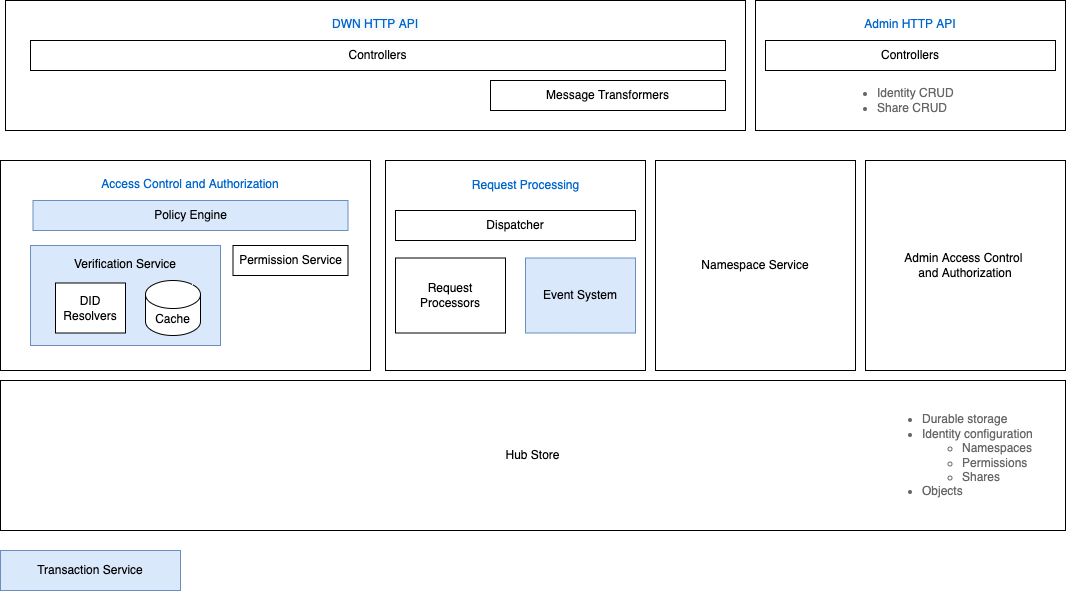 DWN HTTP API
Controllers
Message Transformers
Admin HTTP API
Controllers
Identity CRUD
Share CRUD
Access Control and Authorization
Policy Engine
Verification Service
DID
Resolvers
Cache
Permission Service
Request Processing
Dispatcher
Request
Processors
Event System
Namespace Service
Admin Access Control
and Authorization
Hub Store
Durable storage
Identity configuration
Namespaces
Permissions
Shares
Objects
Transaction Service